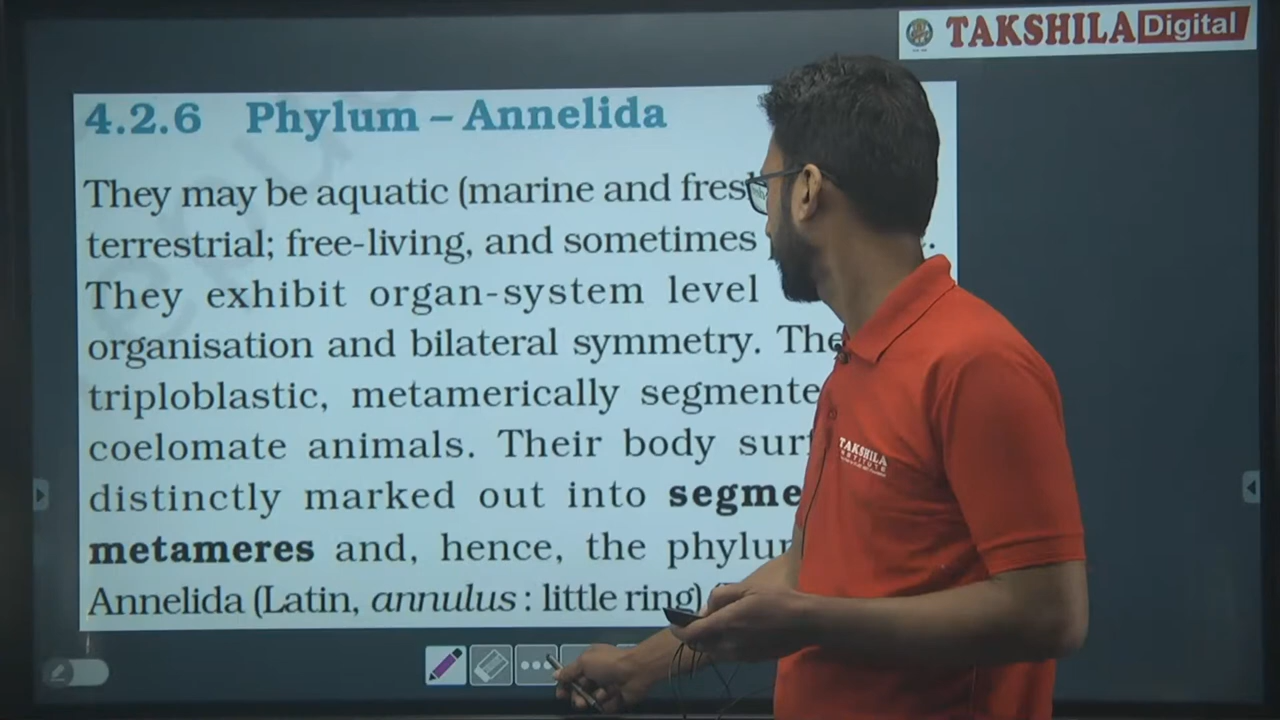 TAKSHILA Digital
4.2.6 Phylum – Annelida
They may be aquatic (marine and fres
terrestrial; free-living, and sometimes
They exhibit organ-system level
organisation and bilateral symmetry. The
triploblastic, metamerically segmente
coelomate animals. Their body sur
distinctly marked out into segme
metameres and, hence, the phylu
Annelida (Latin, annulus : little ring)
TAKSHILA
INSTITUTE